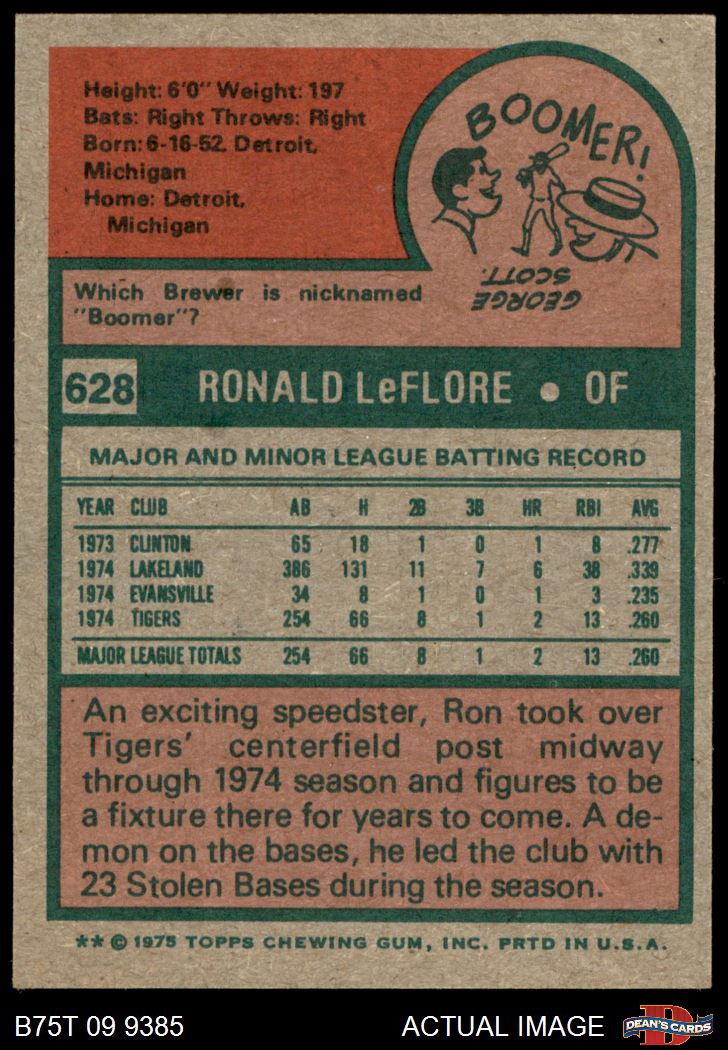 Height: 6'0" Weight: 197
Bats: Right Throws: Right
Born: 6-16-52, Detroit,
Michigan
Home: Detroit,
Michigan
BOOMER!
GEORGE
SCOTT.
Which Brewer is nicknamed
"Boomer"?
628 RONALD LeFLORE • OF
MAJOR AND MINOR LEAGUE BATTING RECORD
YEAR CLUB AB H 2B 3B HR RBI AVG
1973 CLINTON 65 18 1 0 1 8 .277
1974 LAKELAND 386 131 11 7 6 38 .339
1974 EVANSVILLE 34 8 1 0 1 3 .235
1974 TIGERS 254 66 8 1 2 13 .260
MAJOR LEAGUE TOTALS 254 66 8 1 2 13 .260
An exciting speedster, Ron took over
Tigers' centerfield post midway
through 1974 season and figures to be
a fixture there for years to come. A de-
mon on the bases, he led the club with
23 Stolen Bases during the season.
** © 1975 TOPPS CHEWING GUM, INC. PRTD IN U.S.A.
B75T 09 9385 ACTUAL IMAGE D DEAN'S CARDS